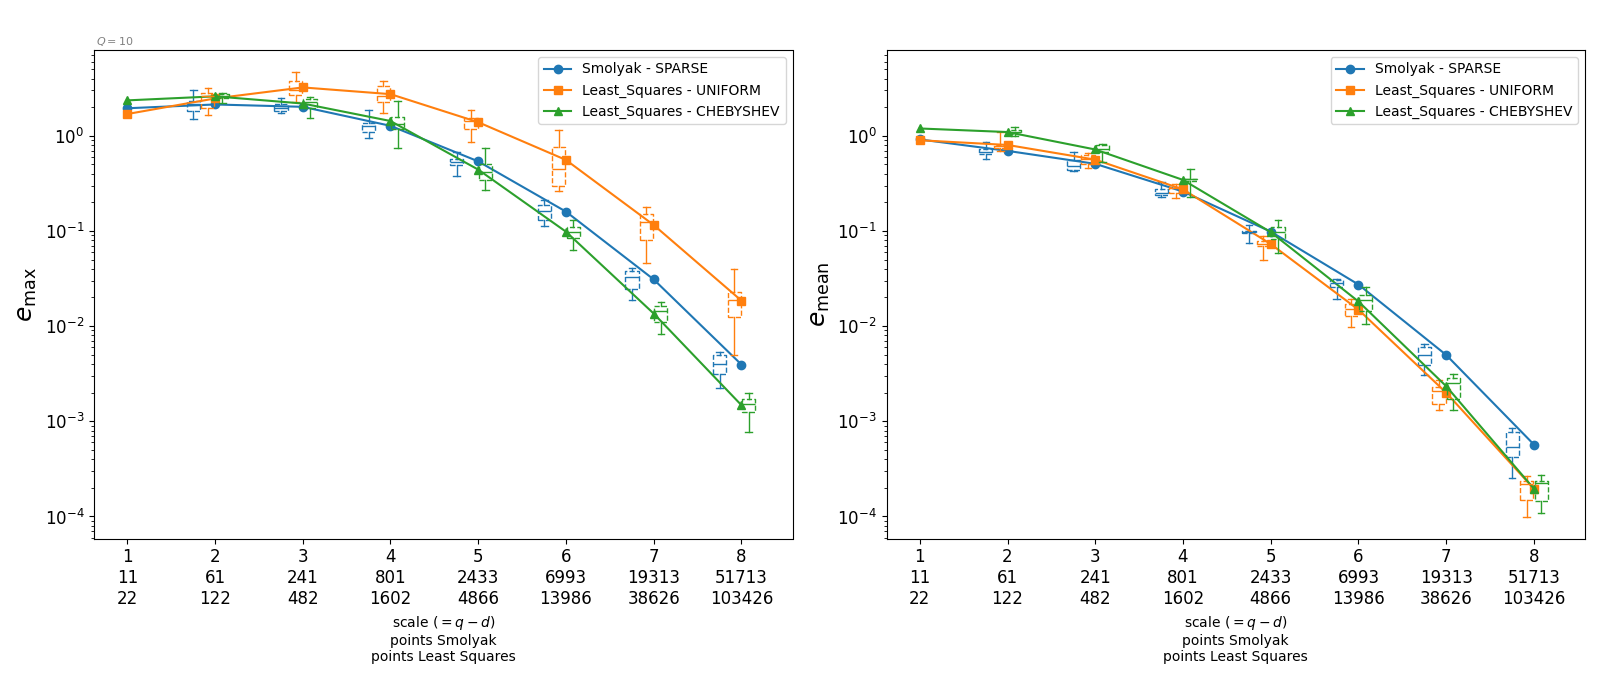 Q = 10
Smolyak - SPARSE
Least_Squares - UNIFORM
Least_Squares - CHEBYSHEV
e_max
10^0
10^-1
10^-2
10^-3
10^-4
1 2 3 4 5 6 7 8
11 61 241 801 2433 6993 19313 51713
22 122 482 1602 4866 13986 38626 103426
scale (= q − d)
points Smolyak
points Least Squares
Smolyak - SPARSE
Least_Squares - UNIFORM
Least_Squares - CHEBYSHEV
e_mean
10^0
10^-1
10^-2
10^-3
10^-4
1 2 3 4 5 6 7 8
11 61 241 801 2433 6993 19313 51713
22 122 482 1602 4866 13986 38626 103426
scale (= q − d)
points Smolyak
points Least Squares